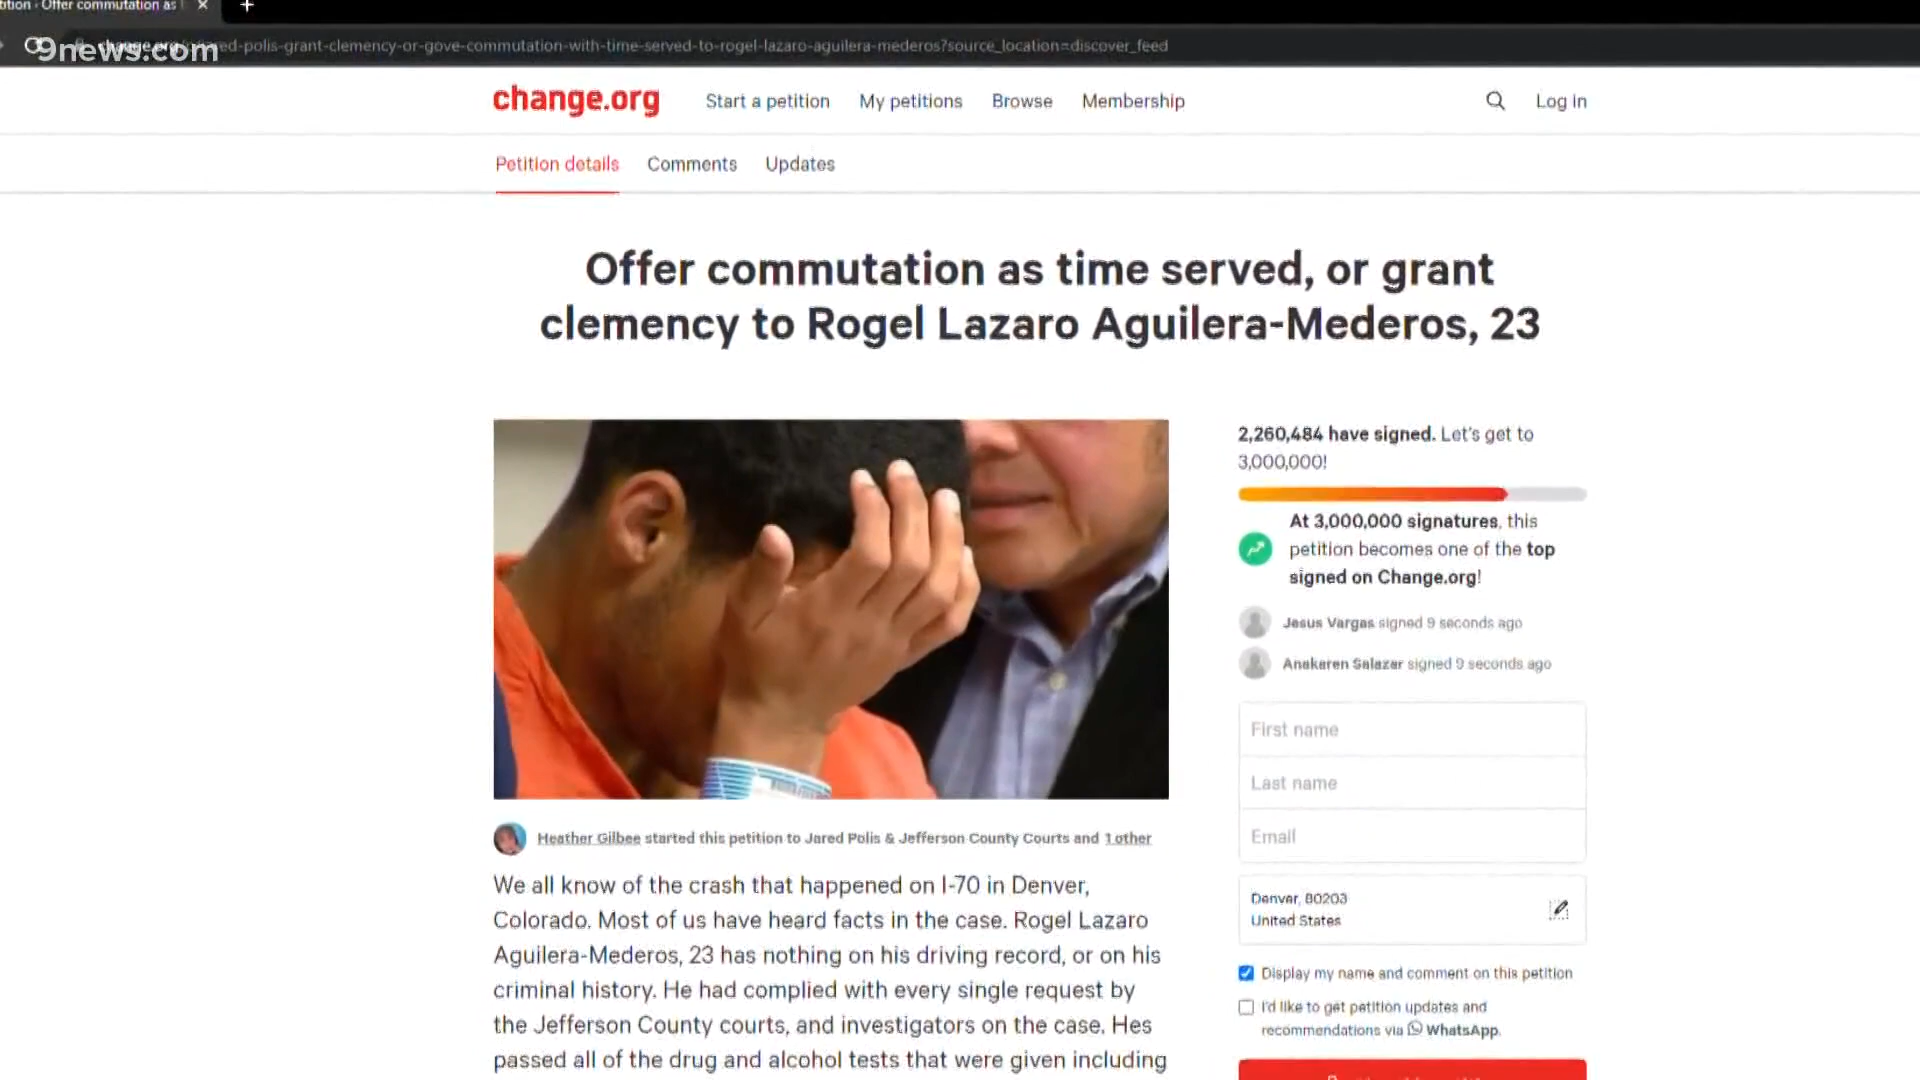 tition · Offer commutation as
9news.com
ed-polis-grant-clemency-or-gove-commutation-with-time-served-to-rogel-lazaro-aguilera-mederos?source_location=discover_feed
change.org Start a petition My petitions Browse Membership Log in
Petition details Comments Updates
Offer commutation as time served, or grant
clemency to Rogel Lazaro Aguilera-Mederos, 23
2,260,484 have signed. Let's get to
3,000,000!
At 3,000,000 signatures, this
petition becomes one of the top
signed on Change.org!
Jesus Vargas signed 9 seconds ago
Anakaren Salazar signed 9 seconds ago
First name
Last name
Email
Denver, 80203
United States
Display my name and comment on this petition
I'd like to get petition updates and
recommendations via WhatsApp.
Heather Gilbee started this petition to Jared Polis & Jefferson County Courts and 1 other
We all know of the crash that happened on I-70 in Denver,
Colorado. Most of us have heard facts in the case. Rogel Lazaro
Aguilera-Mederos, 23 has nothing on his driving record, or on his
criminal history. He had complied with every single request by
the Jefferson County courts, and investigators on the case. Hes
passed all of the drug and alcohol tests that were given including